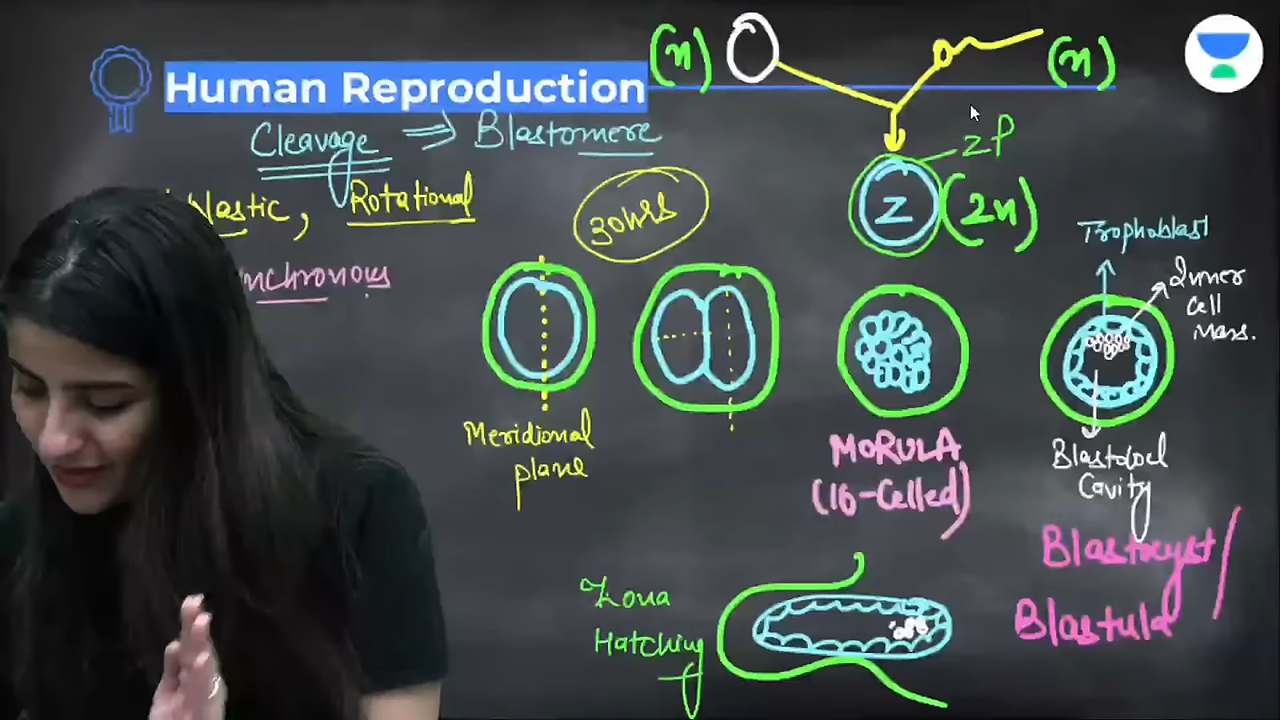 (n)
(n)
Human Reproduction
Cleavage ⇒ Blastomere
ZP
Rotational
30hrs
Z (2n)
Trophoblast
Inner
Cell
Mass.
Meridional
plane
MORULA
(16-Celled)
Blastocoel
Cavity
Blastocyst/
Blastula
Zona
Hatching